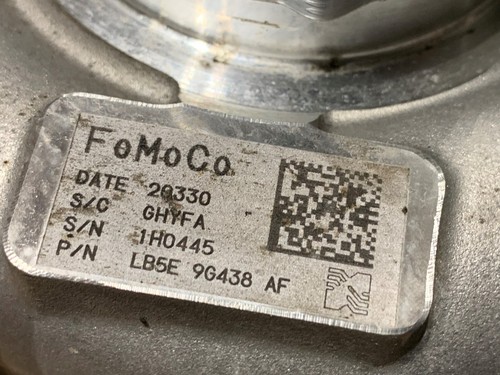 FoMoCo
DATE 20330
S/C GHYFA
S/N 1H0445
P/N LB5E 9G438 AF